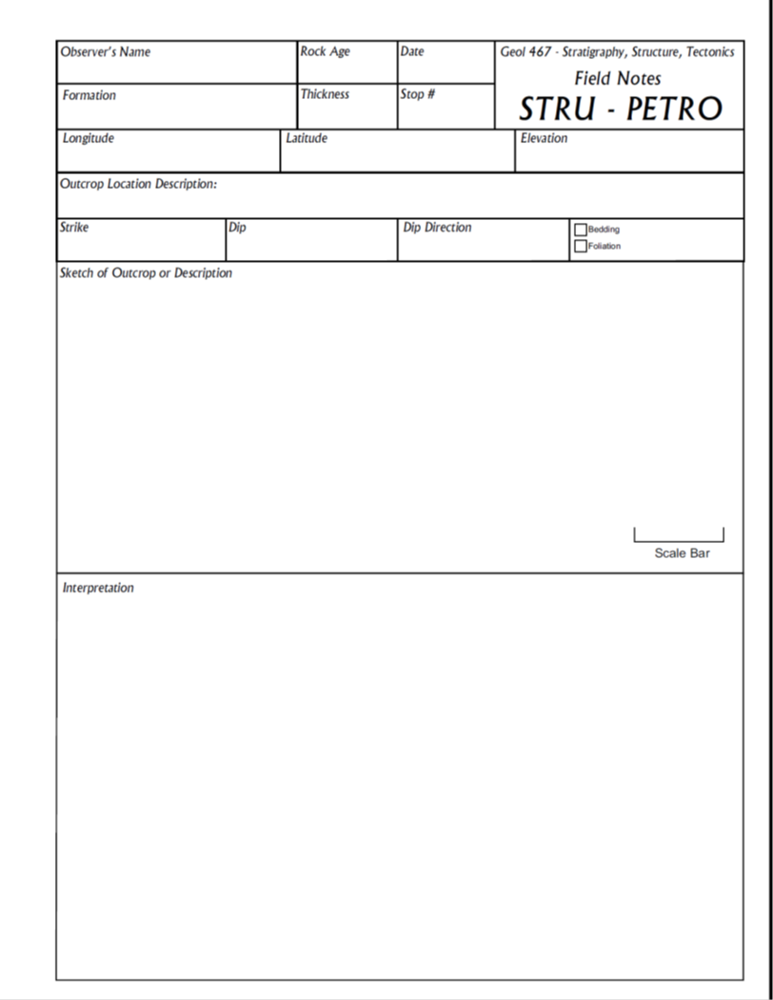 Observer's Name
Rock Age
Date
Geol 467 - Stratigraphy, Structure, Tectonics
Field Notes
STRU - PETRO
Formation
Thickness
Stop #
Longitude
Latitude
Elevation
Outcrop Location Description:
Strike
Dip
Dip Direction
Bedding
Foliation
Sketch of Outcrop or Description
Scale Bar
Interpretation